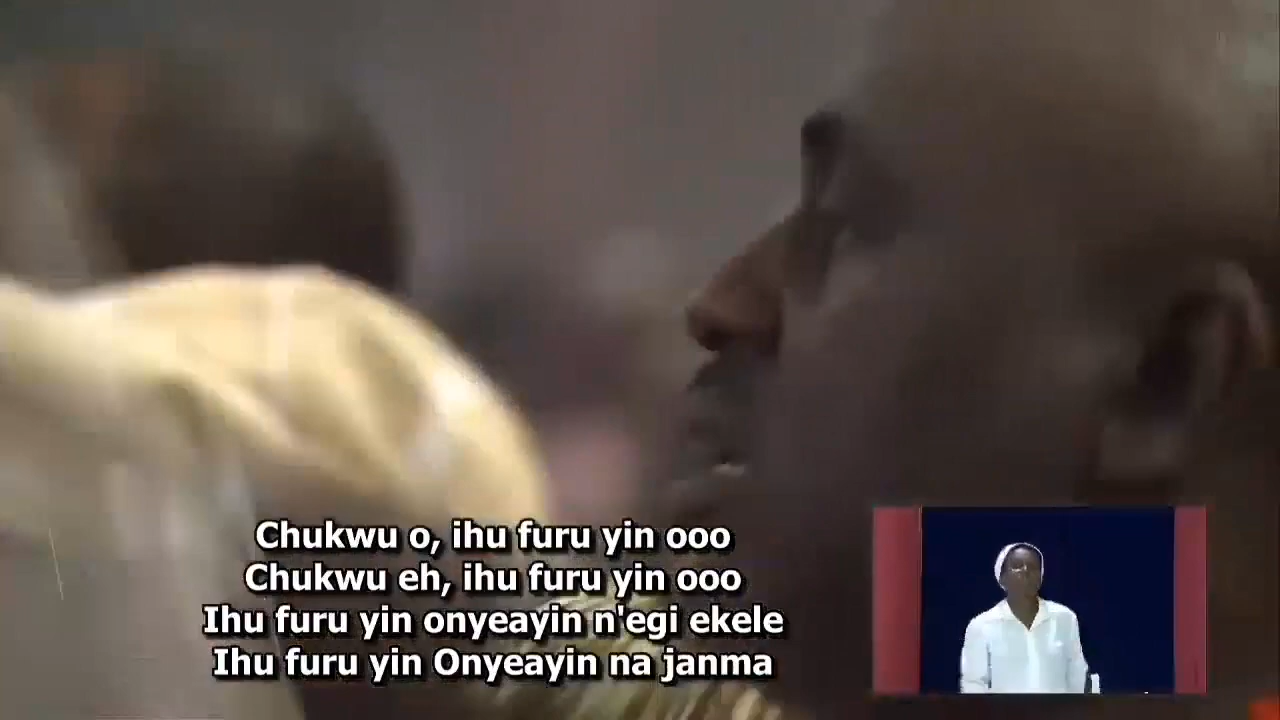 Chukwu o, ihu furu yin ooo
Chukwu eh, ihu furu yin ooo
Ihu furu yin onyeayin n'egi ekele
Ihu furu yin Onyeayin na janma